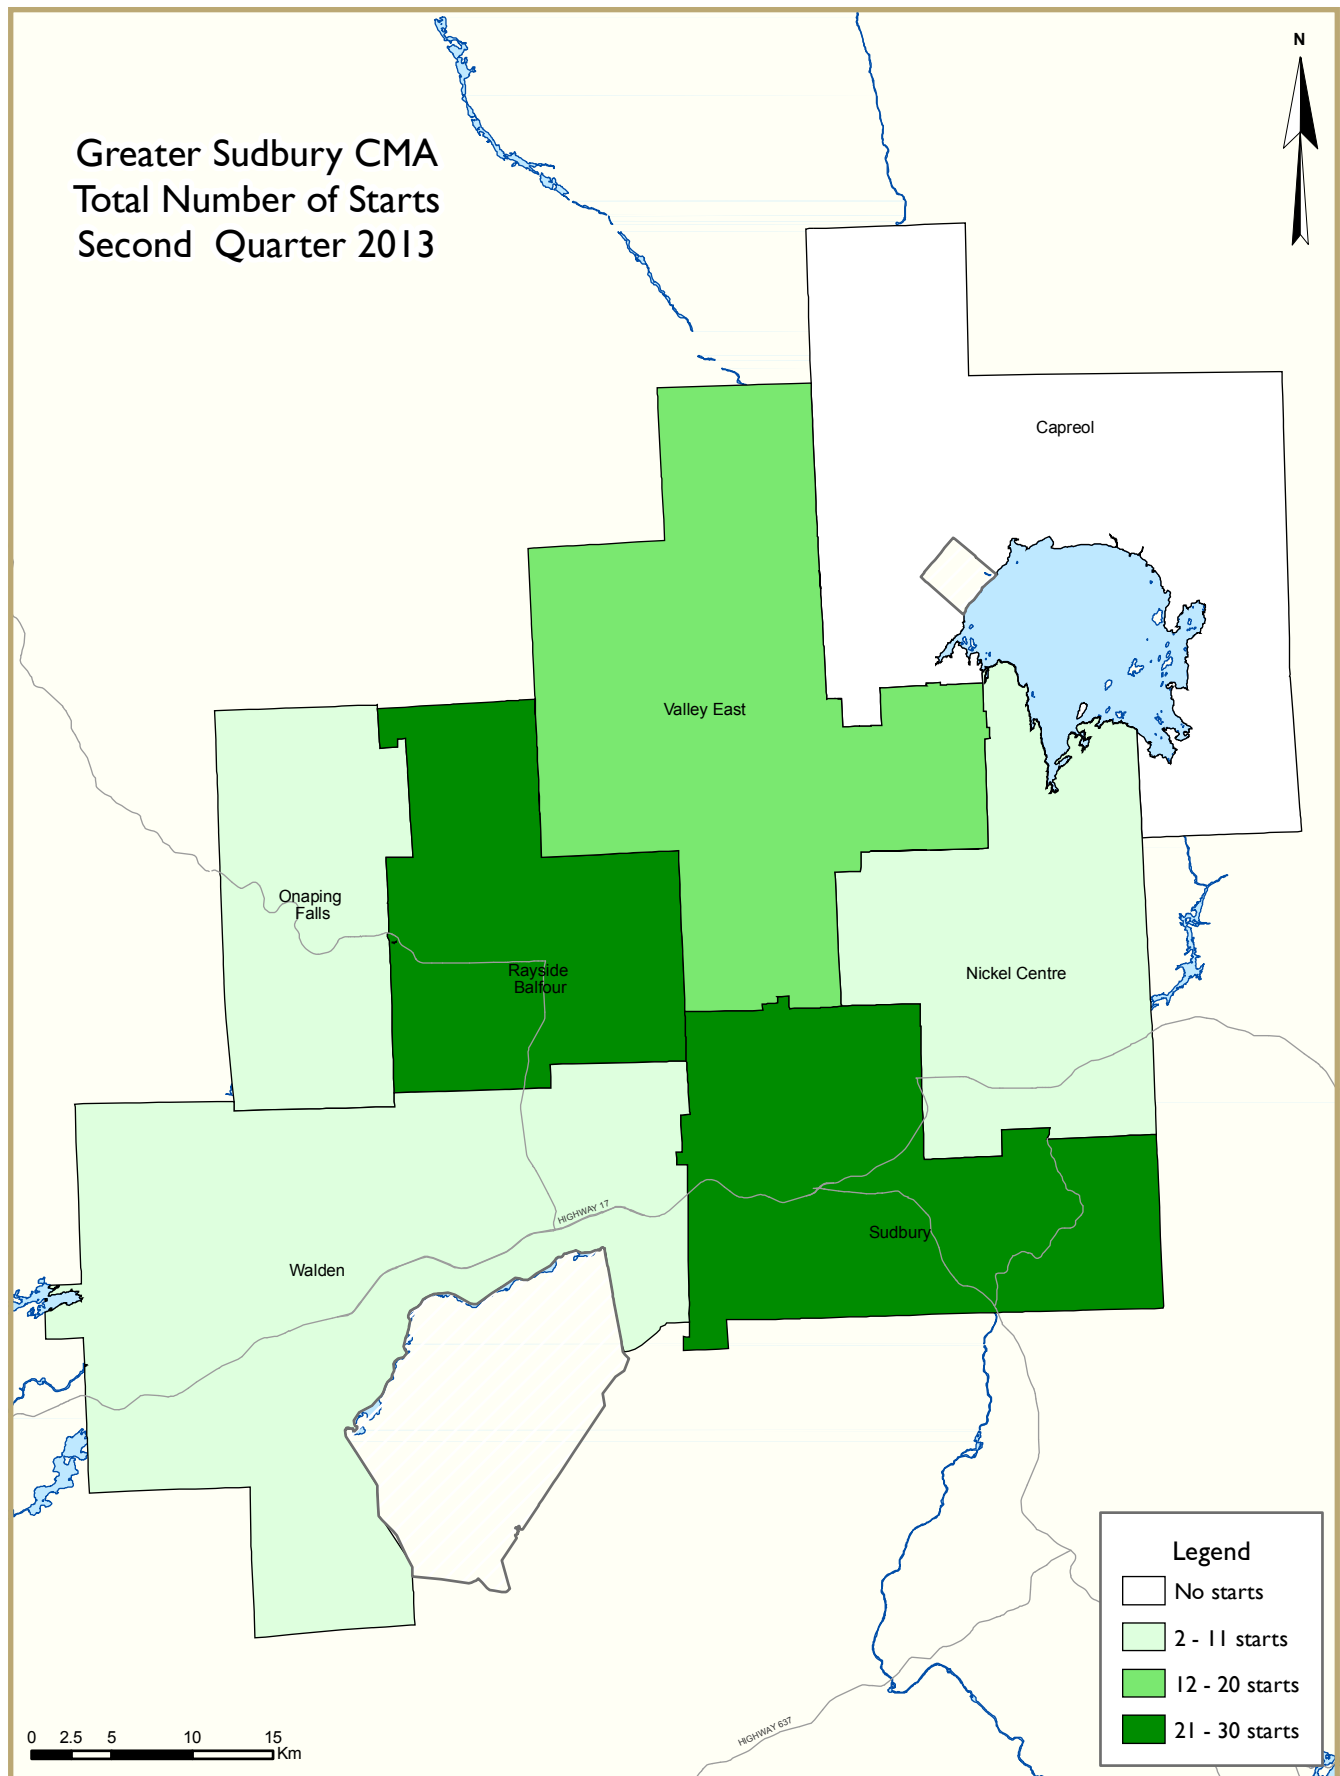 Greater Sudbury CMA
Total Number of Starts
Second Quarter 2013
N
Capreol
Valley East
Onaping
Falls
Rayside
Balfour
Nickel Centre
HIGHWAY 17
Sudbury
Walden
HIGHWAY 637
0 2.5 5 10 15
Km
Legend
No starts
2 - 11 starts
12 - 20 starts
21 - 30 starts